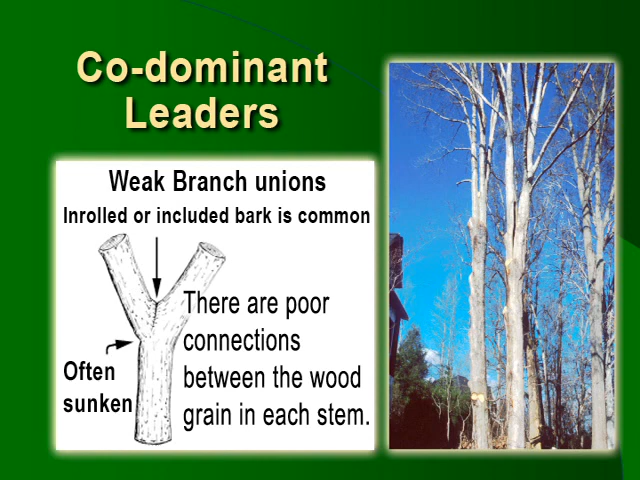 Co-dominant
Leaders
Weak Branch unions
Inrolled or included bark is common
There are poor
connections
between the wood
grain in each stem.
Often
sunken